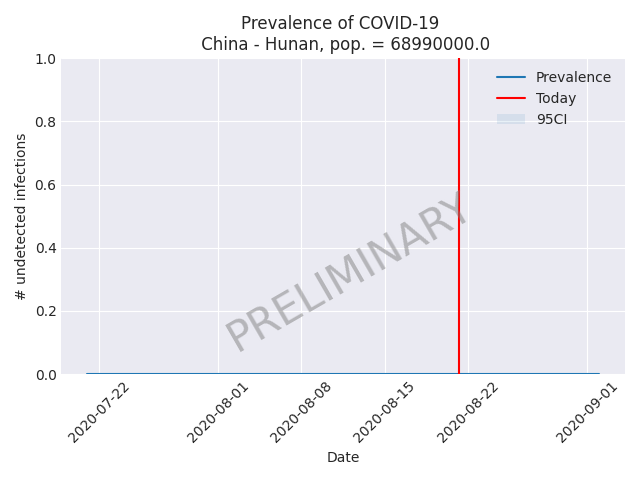 Prevalence of COVID-19
China - Hunan, pop. = 68990000.0
Prevalence
Today
95CI
1.0
0.8
0.6
0.4
0.2
0.0
# undetected infections
PRELIMINARY
2020-07-22
2020-08-01
2020-08-08
2020-08-15
2020-08-22
2020-09-01
Date